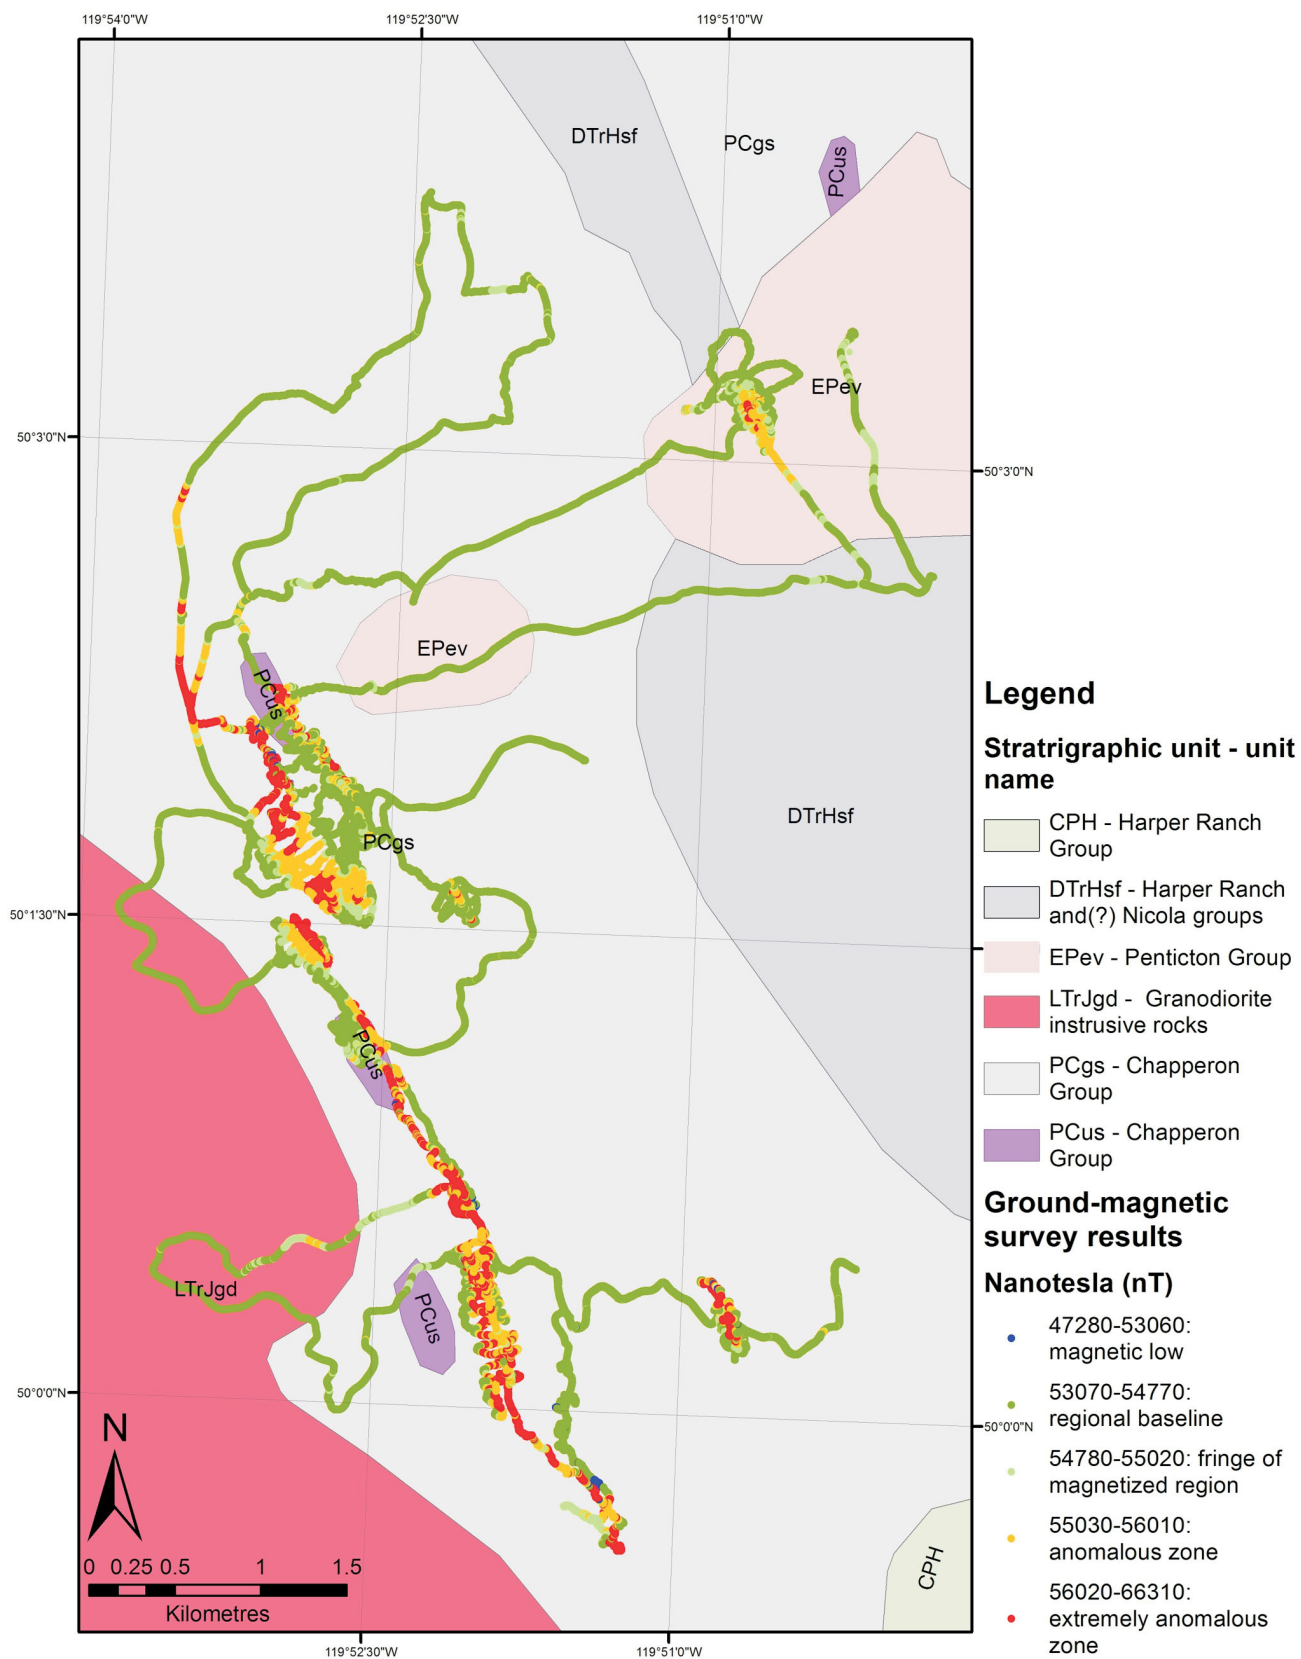 119°54'0"W
119°52'30"W
119°51'0"W
DTrHsf
PCgs
PCus
EPev
50°3'0"N
50°3'0"N
EPev
PCus
DTrHsf
PCgs
50°1'30"N
PCus
LTrJgd
PCus
50°0'0"N
50°0'0"N
N
0 0.25 0.5 1 1.5
Kilometres
CPH
119°52'30"W
119°51'0"W
Legend
Stratrigraphic unit - unit
name
CPH - Harper Ranch
Group
DTrHsf - Harper Ranch
and(?) Nicola groups
EPev - Penticton Group
LTrJgd - Granodiorite
instrusive rocks
PCgs - Chapperon
Group
PCus - Chapperon
Group
Ground-magnetic
survey results
Nanotesla (nT)
47280-53060:
magnetic low
53070-54770:
regional baseline
54780-55020: fringe of
magnetized region
55030-56010:
anomalous zone
56020-66310:
extremely anomalous
zone